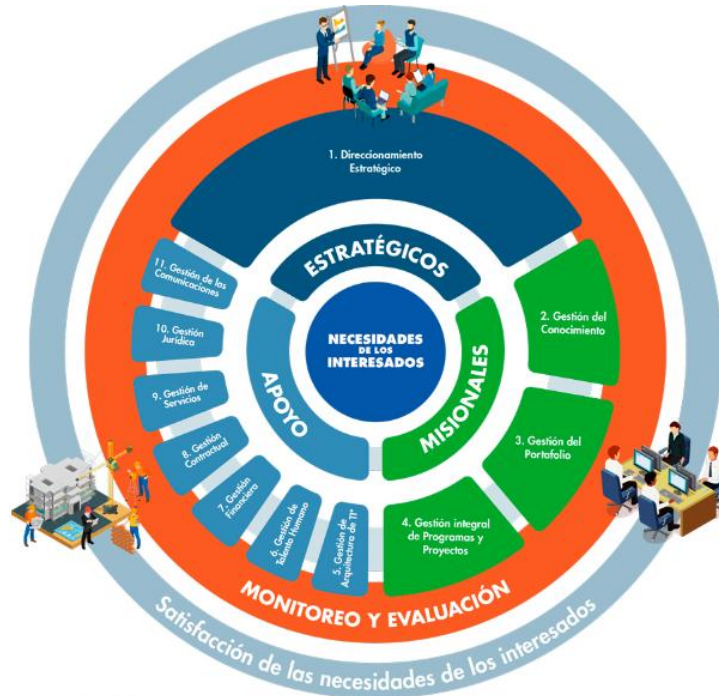 1. Direccionamiento
Estratégico
ESTRATÉGICOS
NECESIDADES
DE LOS
INTERESADOS
MISIONALES
APOYO
2. Gestión del
Conocimiento
3. Gestión del
Portafolio
4. Gestión integral
de Programas y
Proyectos
5. Gestión de
Arquitectura de TI*
6. Gestión de
Talento Humano
7. Gestión
Financiera
8. Gestión
Contractual
9. Gestión de
Servicios
10. Gestión
Jurídica
11. Gestión de las
Comunicaciones
MONITOREO Y EVALUACIÓN
Satisfacción de las necesidades de los interesados